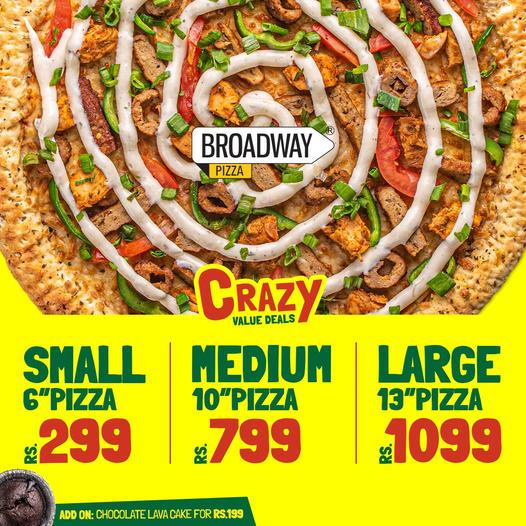 BROADWAY®
PIZZA
CRAZY
VALUE DEALS
SMALL
6"PIZZA
RS.299
MEDIUM
10"PIZZA
RS.799
LARGE
13"PIZZA
RS.1099
ADD ON: CHOCOLATE LAVA CAKE FOR RS.199